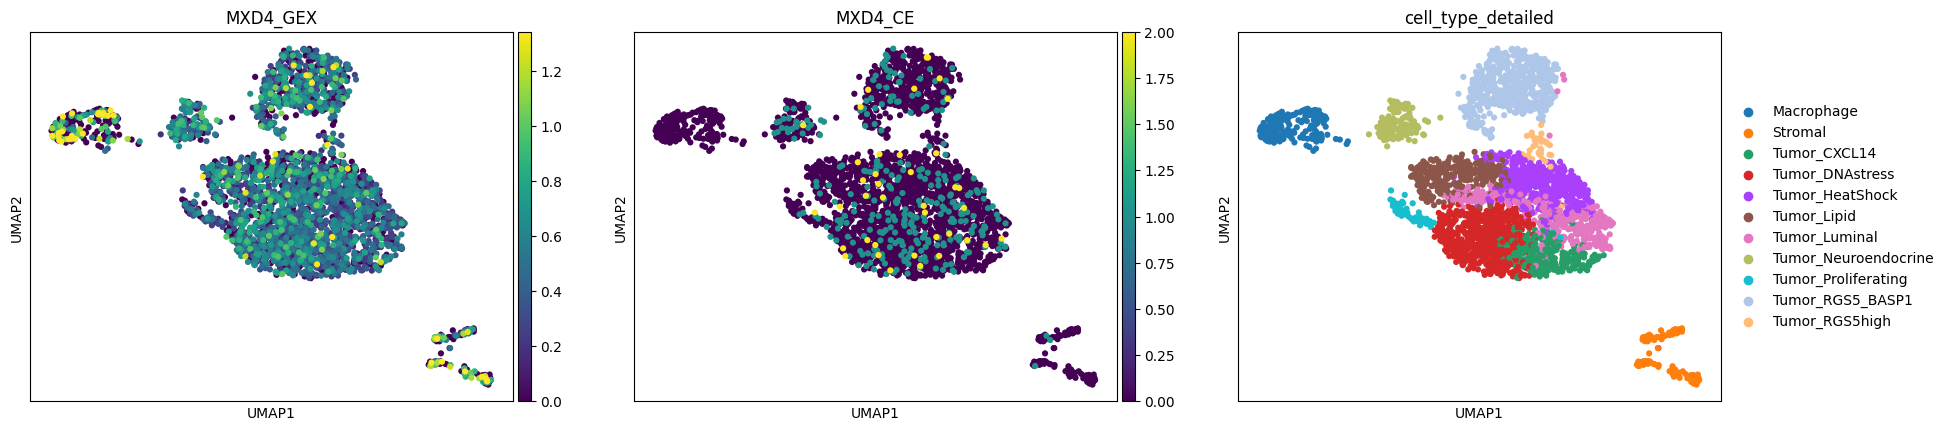 MXD4_GEX
UMAP2
UMAP1
1.2
1.0
0.8
0.6
0.4
0.2
0.0
MXD4_CE
UMAP2
UMAP1
2.00
1.75
1.50
1.25
1.00
0.75
0.50
0.25
0.00
cell_type_detailed
UMAP2
UMAP1
Macrophage
Stromal
Tumor_CXCL14
Tumor_DNAstress
Tumor_HeatShock
Tumor_Lipid
Tumor_Luminal
Tumor_Neuroendocrine
Tumor_Proliferating
Tumor_RGS5_BASP1
Tumor_RGS5high